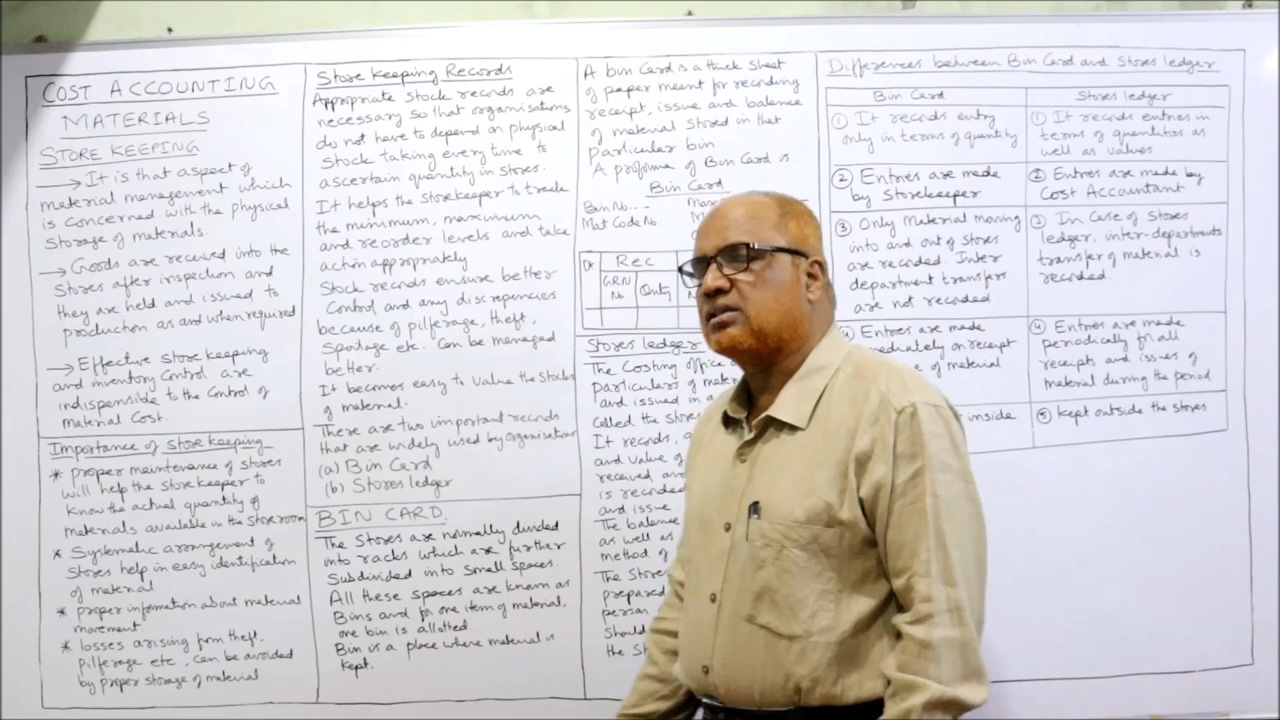 COST ACCOUNTING
MATERIALS
STORE KEEPING
→ It is that aspect of
material management which
is concerned with the physical
storage of materials.
→ Goods are received into the
stores after inspection and
they are held and issued to
production as and when required
→ Effective store keeping
and inventory control are
indispensible to the control of
material cost
Importance of store keeping
* proper maintenance of stores
will help the storekeeper to
know the actual quantity of
materials available in the storeroom
* Systematic arrangement of
stores help in easy identification
of material
* proper information about material
movement
* losses arising from theft,
pilferage etc, can be avoided
by proper storage of material
Store keeping Records
Appropriate stock records are
necessary so that organisations
do not have to depend on physical
stock taking every time to
ascertain quantity in stores.
It helps the storekeeper to track
the minimum, maximum
and reorder levels and take
action appropriately
Stock records ensure better
control and any discrepencies
because of pilferage, theft,
spoilage etc. can be managed
better.
It becomes easy to value the stocks
of material.
There are two important records
that are widely used by organisations
(a) Bin Card
(b) Stores ledger
BIN CARD
The stores are normally divided
into racks which are further
subdivided into small spaces.
All these spaces are known as
Bins and for one item of material,
one bin is allotted.
Bin is a place where material is
kept.
A bin Card is a thick sheet
of paper meant for recording
receipt, issue and balance
of material stored in that
particular bin
A proforma of Bin Card is:
Bin Card
Bin No....
Mat Code No.
Rec
GRN No
Qnty
Stores ledger
The Costing office
particulars of
and issued in a
called the
It records,
and value of
received
is recorded
and issue
The balance
as well as
method of
The
prepared
person
should
the
Differences between Bin Card and Stores ledger
Bin Card
Stores ledger
① It records entry
only in terms of quantity
① It records entries in
terms of quantities as
well as values
② Entries are made
by Storekeeper
② Entries are made by
Cost Accountant
③ Only Material moving
into and out of stores
are recorded. Inter
department transfers
are not recorded
③ In case of Stores
ledger, inter-departments
transfer of material is
recorded.
④ Entries are made
on receipt
of material
④ Entries are made
periodically for all
receipts and issues of
material during the period
inside
⑤ kept outside the stores